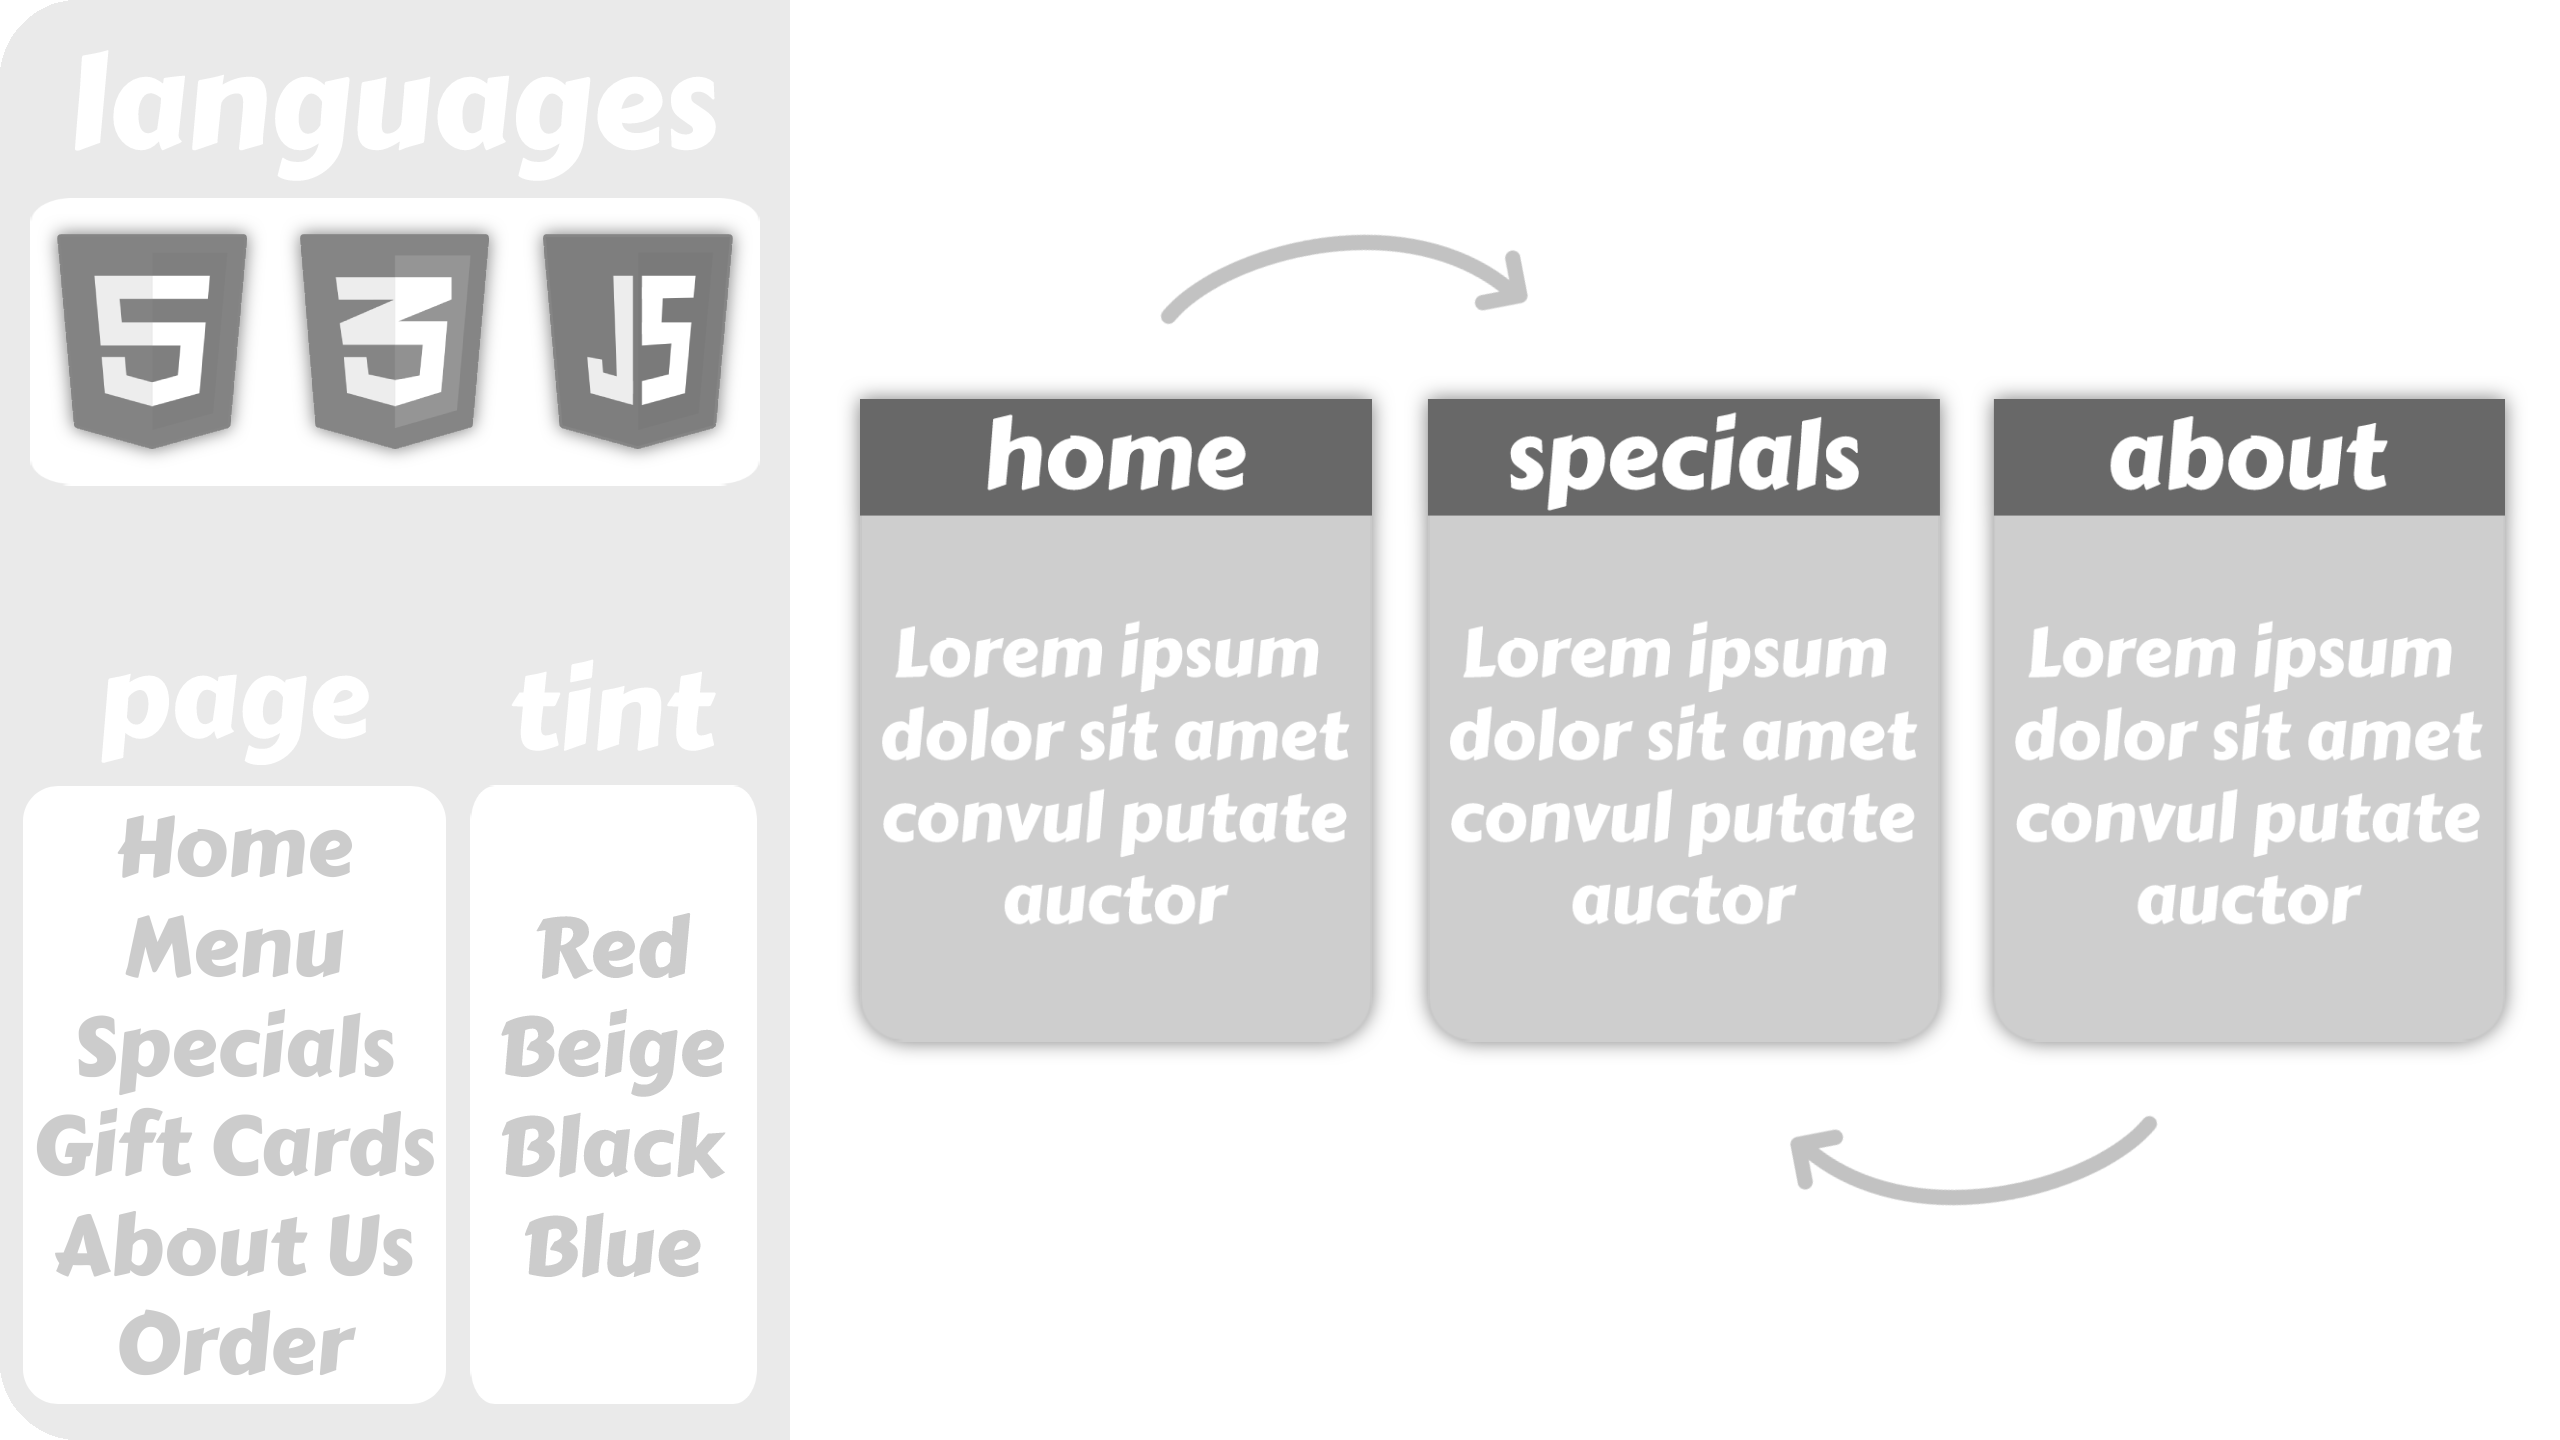 languages
5 3 JS
page
Home
Menu
Specials
Gift Cards
About Us
Order
tint
Red
Beige
Black
Blue
home
Lorem ipsum
dolor sit amet
convul putate
auctor
specials
Lorem ipsum
dolor sit amet
convul putate
auctor
about
Lorem ipsum
dolor sit amet
convul putate
auctor